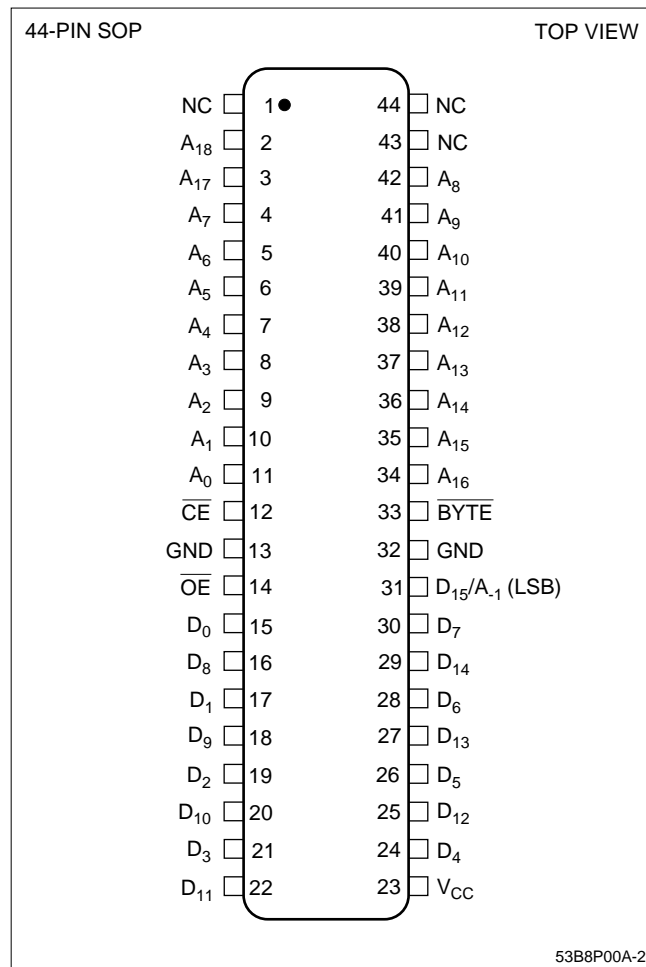 44-PIN SOP TOP VIEW
NC 1 44 NC
A18 2 43 NC
A17 3 42 A8
A7 4 41 A9
A6 5 40 A10
A5 6 39 A11
A4 7 38 A12
A3 8 37 A13
A2 9 36 A14
A1 10 35 A15
A0 11 34 A16
C̅E̅ 12 33 B̅Y̅T̅E̅
GND 13 32 GND
O̅E̅ 14 31 D15/A-1 (LSB)
D0 15 30 D7
D8 16 29 D14
D1 17 28 D6
D9 18 27 D13
D2 19 26 D5
D10 20 25 D12
D3 21 24 D4
D11 22 23 VCC
53B8P00A-2